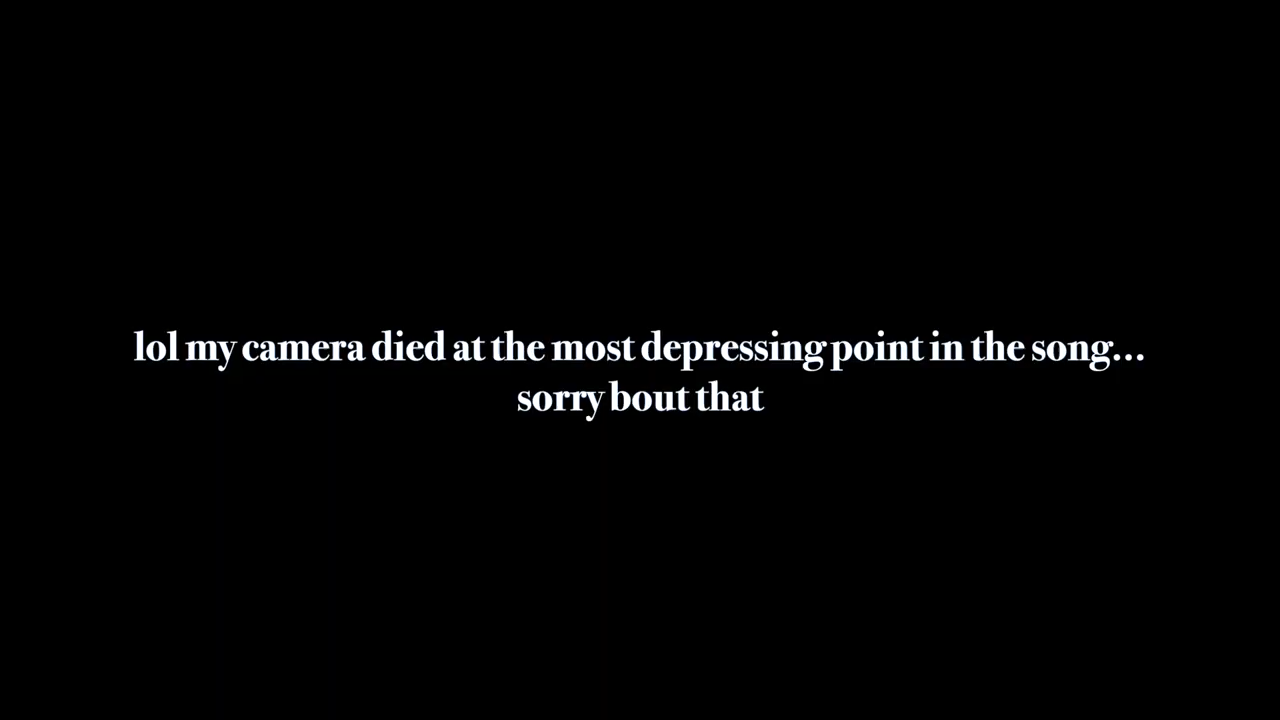 lol my camera died at the most depressing point in the song...
sorry bout that